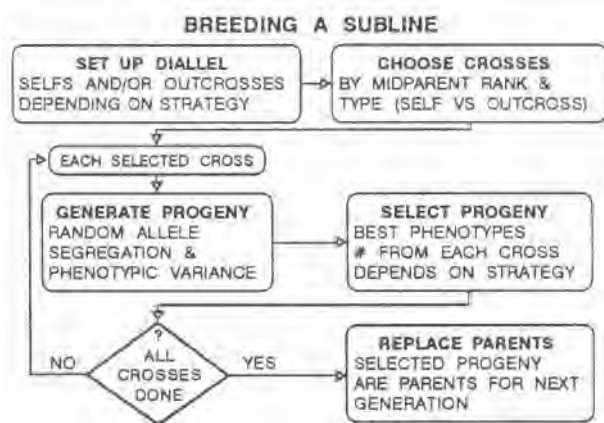 BREEDING A SUBLINE
SET UP DIALLEL
SELFS AND/OR OUTCROSSES
DEPENDING ON STRATEGY
CHOOSE CROSSES
BY MIDPARENT RANK &
TYPE (SELF VS OUTCROSS)
EACH SELECTED CROSS
GENERATE PROGENY
RANDOM ALLELE
SEGREGATION &
PHENOTYPIC VARIANCE
SELECT PROGENY
BEST PHENOTYPES
# FROM EACH CROSS
DEPENDS ON STRATEGY
?
ALL
CROSSES
DONE
NO
YES
REPLACE PARENTS
SELECTED PROGENY
ARE PARENTS FOR NEXT
GENERATION